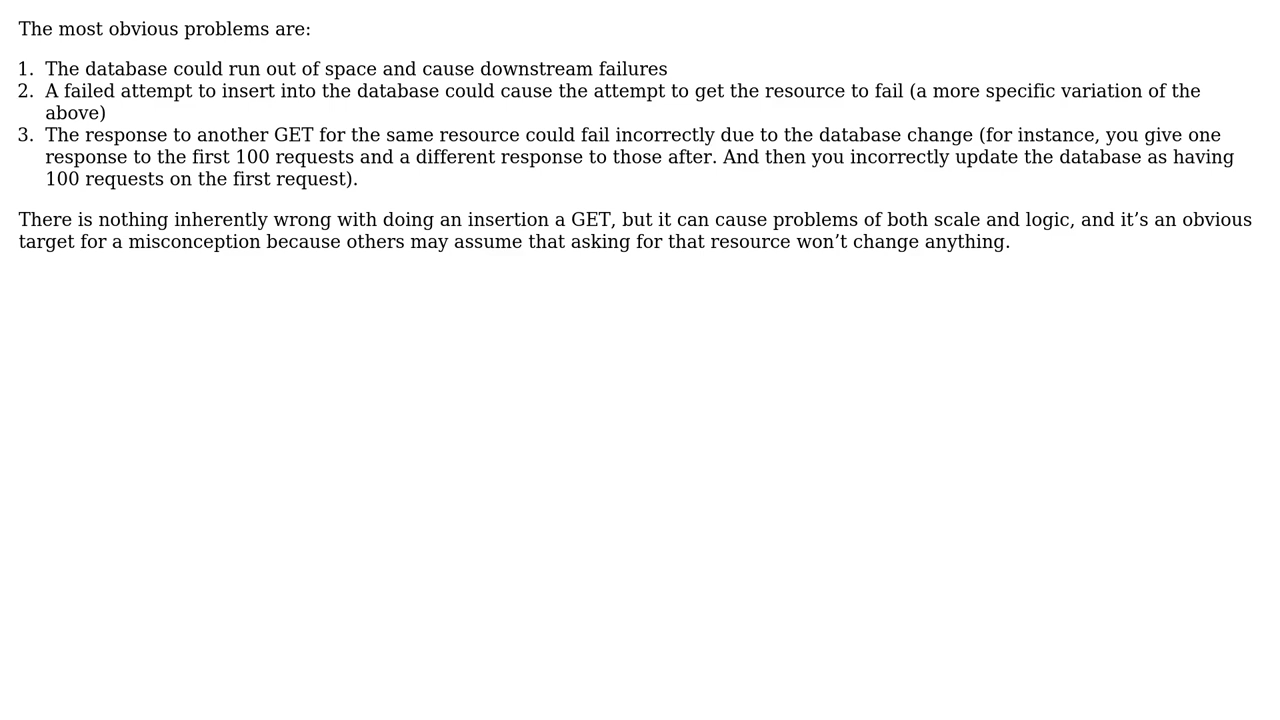 The most obvious problems are:
1. The database could run out of space and cause downstream failures
2. A failed attempt to insert into the database could cause the attempt to get the resource to fail (a more specific variation of the
above)
3. The response to another GET for the same resource could fail incorrectly due to the database change (for instance, you give one
response to the first 100 requests and a different response to those after. And then you incorrectly update the database as having
100 requests on the first request).
There is nothing inherently wrong with doing an insertion a GET, but it can cause problems of both scale and logic, and it’s an obvious
target for a misconception because others may assume that asking for that resource won’t change anything.